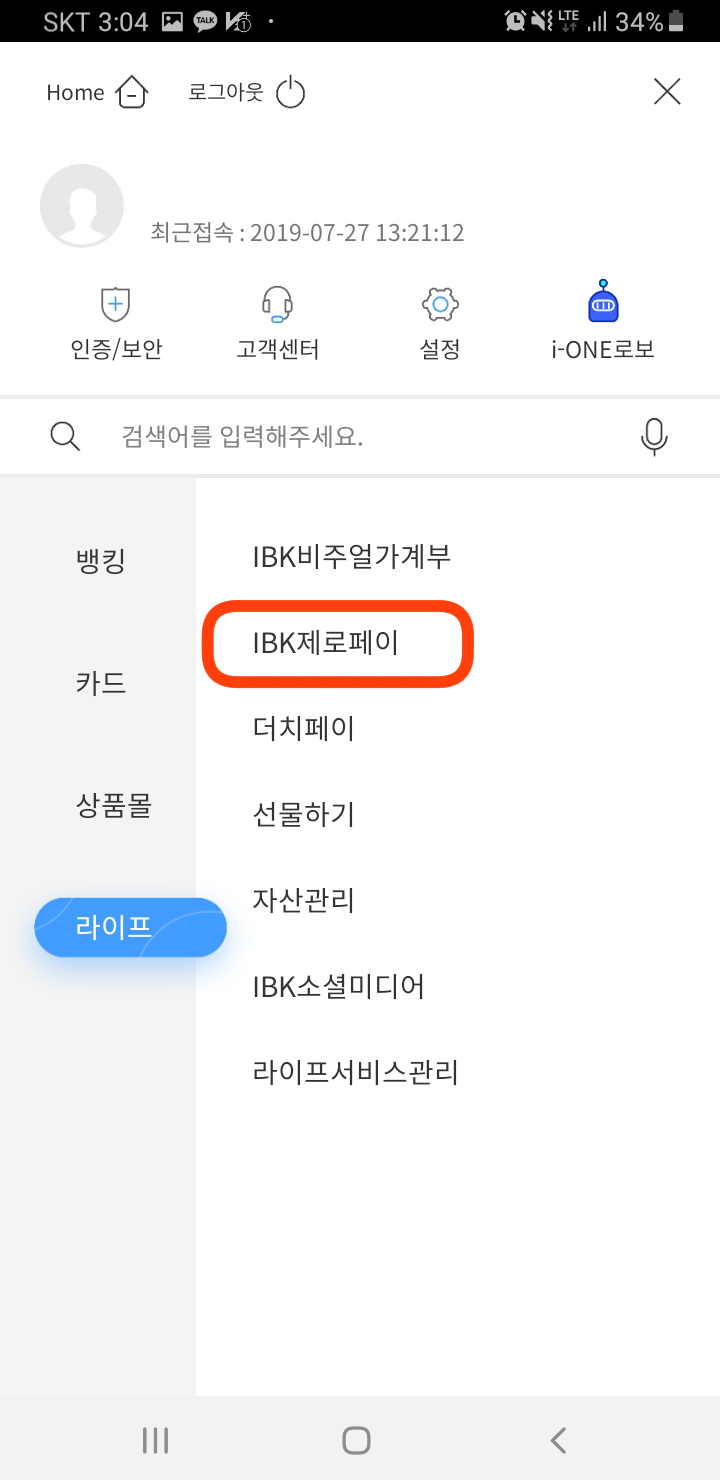 SKT 3:04 TALK LTE 34%
Home 로그아웃
최근접속 : 2019-07-27 13:21:12
인증/보안 고객센터 설정 i-ONE로보
검색어를 입력해주세요.
뱅킹
카드
상품몰
라이프
IBK비주얼가계부
IBK제로페이
더치페이
선물하기
자산관리
IBK소셜미디어
라이프서비스관리